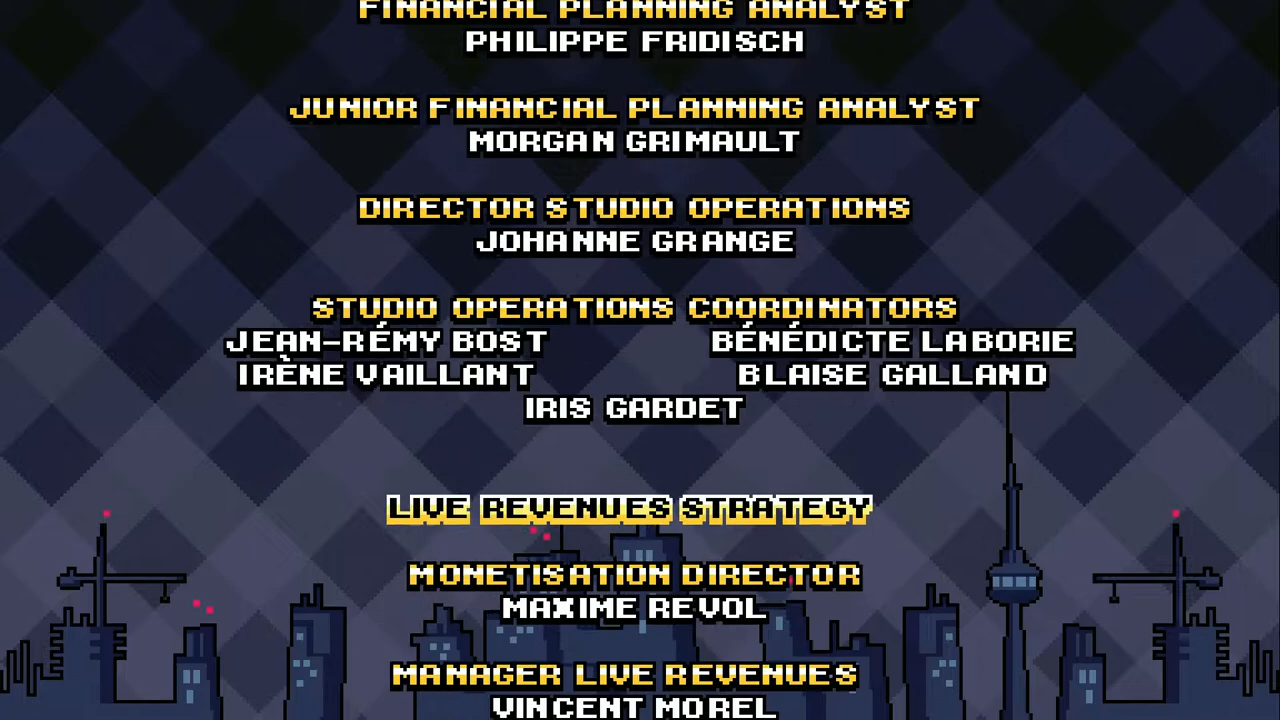 FINANCIAL PLANNING ANALYST
PHILIPPE FRIDISCH
JUNIOR FINANCIAL PLANNING ANALYST
MORGAN GRIMAULT
DIRECTOR STUDIO OPERATIONS
JOHANNE GRANGE
STUDIO OPERATIONS COORDINATORS
JEAN-RÉMY BOST BÉNÉDICTE LABORIE
IRÈNE VAILLANT BLAISE GALLAND
IRIS GARDET
LIVE REVENUES STRATEGY
MONETISATION DIRECTOR
MAXIME REVOL
MANAGER LIVE REVENUES
VINCENT MOREL